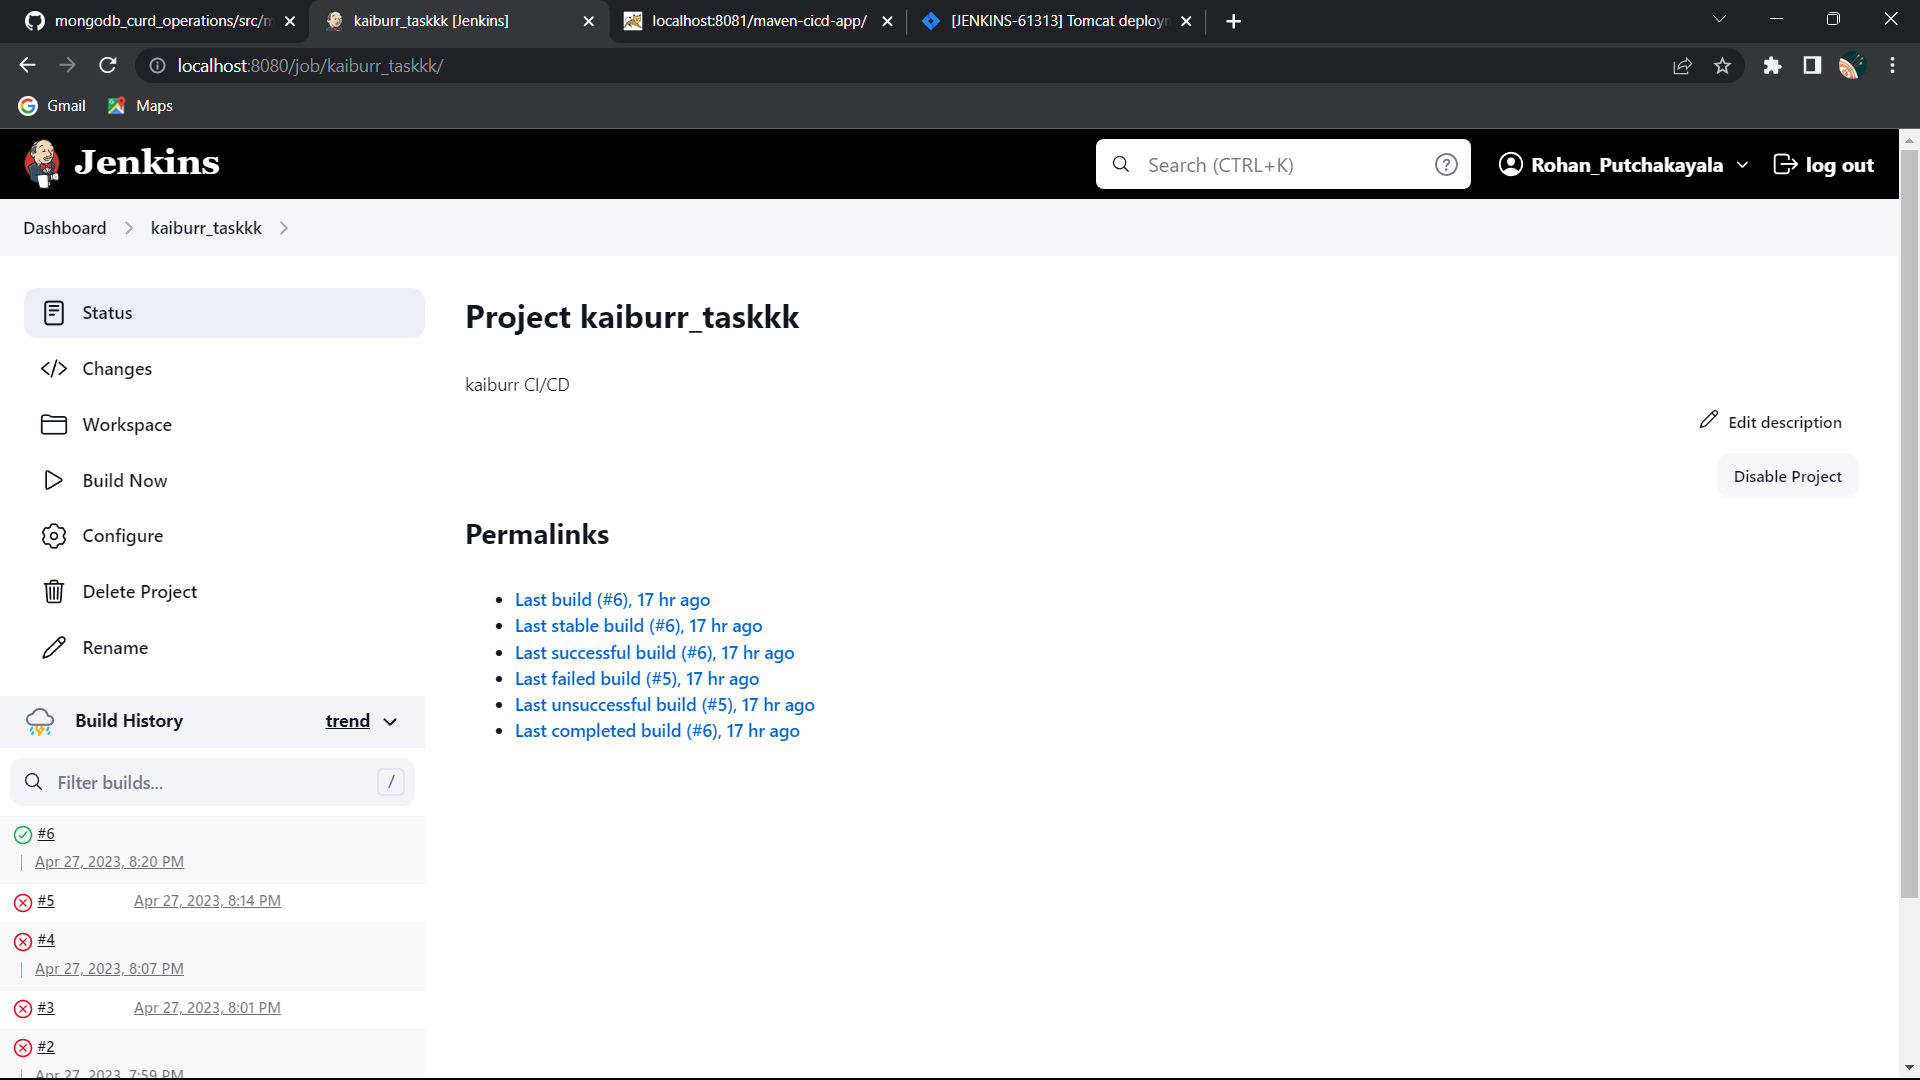 mongodb_curd_operations/src/m
kaiburr_taskkk [Jenkins]
localhost:8081/maven-cicd-app/
[JENKINS-61313] Tomcat deploym
localhost:8080/job/kaiburr_taskkk/
Gmail
Maps
Jenkins
Search (CTRL+K)
Rohan_Putchakayala
log out
Dashboard
kaiburr_taskkk
Status
Changes
Workspace
Build Now
Configure
Delete Project
Rename
Build History
trend
Filter builds...
/
#6
Apr 27, 2023, 8:20 PM
#5
Apr 27, 2023, 8:14 PM
#4
Apr 27, 2023, 8:07 PM
#3
Apr 27, 2023, 8:01 PM
#2
Apr 27, 2023, 7:59 PM
Project kaiburr_taskkk
kaiburr CI/CD
Edit description
Disable Project
Permalinks
Last build (#6), 17 hr ago
Last stable build (#6), 17 hr ago
Last successful build (#6), 17 hr ago
Last failed build (#5), 17 hr ago
Last unsuccessful build (#5), 17 hr ago
Last completed build (#6), 17 hr ago